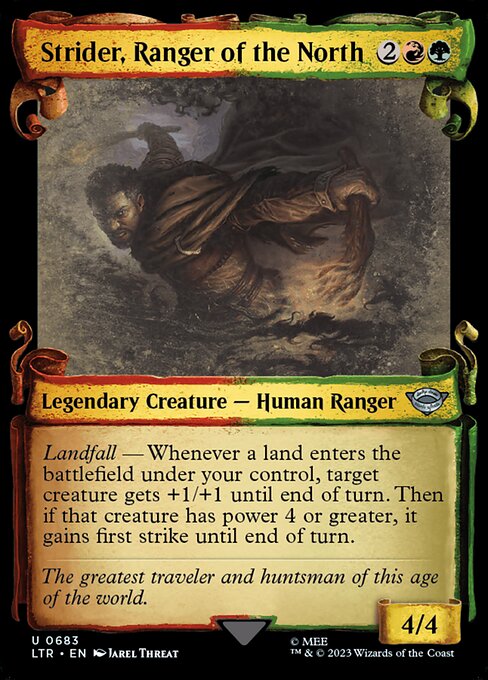 Strider, Ranger of the North 2
Legendary Creature — Human Ranger
Landfall — Whenever a land enters the
battlefield under your control, target
creature gets +1/+1 until end of turn. Then
if that creature has power 4 or greater, it
gains first strike until end of turn.
The greatest traveler and huntsman of this age
of the world.
4/4
U 0683
LTR • EN JAREL THREAT
© MEE
™ & © 2023 Wizards of the Coast